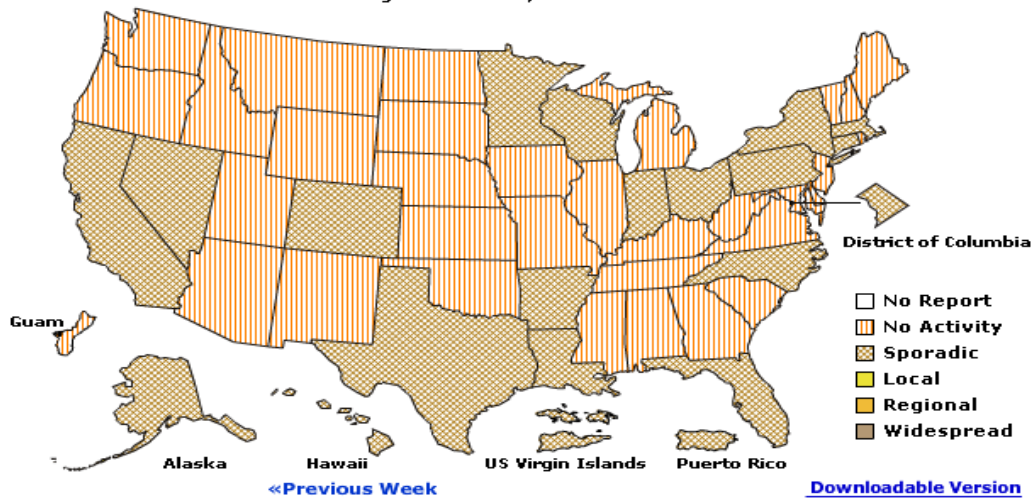 District of Columbia
No Report
Guam
No Activity
Sporadic
Local
Regional
Widespread
Alaska
Hawaii
US Virgin Islands
Puerto Rico
«Previous Week
Downloadable Version